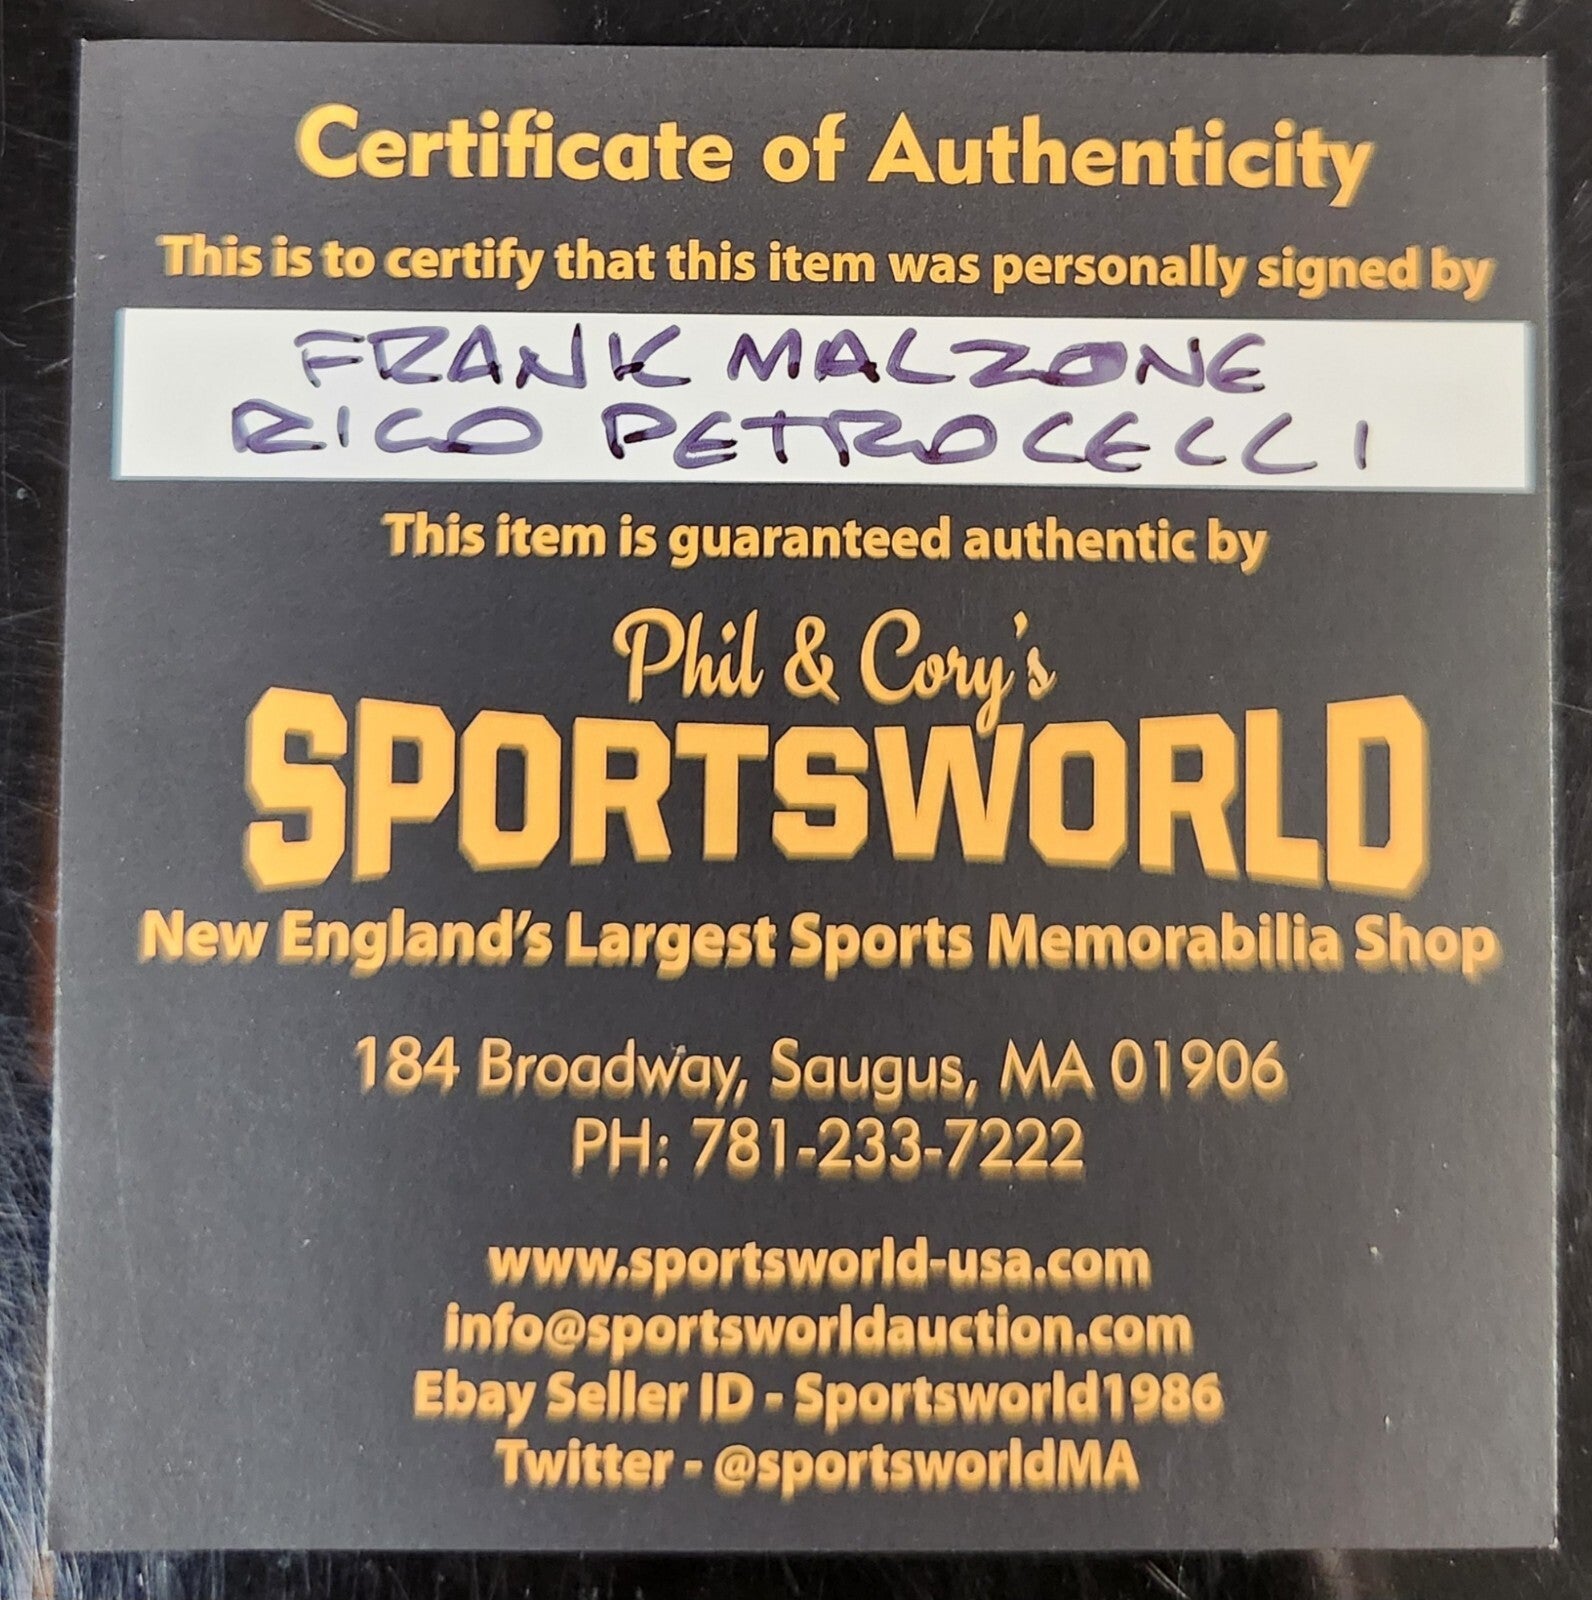 Certificate of Authenticity
This is to certify that this item was personally signed by
FRANK MALZONE
RICO PETROCELLI
This item is guaranteed authentic by
Phil & Cory's
SPORTSWORLD
New England's Largest Sports Memorabilia Shop
184 Broadway, Saugus, MA 01906
PH: 781-233-7222
www.sportsworld-usa.com
info@sportsworldauction.com
Ebay Seller ID - Sportsworld1986
Twitter - @sportsworldMA